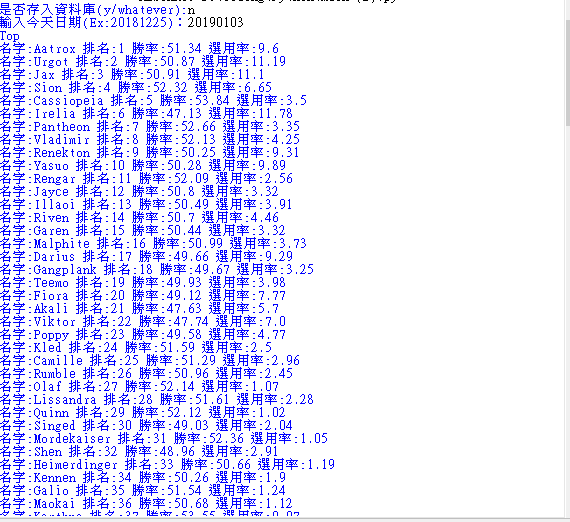 是否存入資料庫(y/whatever):n
輸入今天日期(Ex:20181225):20190103
Top
名字:Aatrox 排名:1 勝率:51.34 選用率:9.6
名字:Urgot 排名:2 勝率:50.87 選用率:11.19
名字:Jax 排名:3 勝率:50.91 選用率:11.1
名字:Sion 排名:4 勝率:52.32 選用率:6.65
名字:Cassiopeia 排名:5 勝率:53.84 選用率:3.5
名字:Irelia 排名:6 勝率:47.13 選用率:11.78
名字:Pantheon 排名:7 勝率:52.66 選用率:3.35
名字:Vladimir 排名:8 勝率:52.13 選用率:4.25
名字:Renekton 排名:9 勝率:50.25 選用率:9.31
名字:Yasuo 排名:10 勝率:50.28 選用率:9.89
名字:Rengar 排名:11 勝率:52.09 選用率:2.56
名字:Jayce 排名:12 勝率:50.8 選用率:3.32
名字:Illaoi 排名:13 勝率:50.49 選用率:3.91
名字:Riven 排名:14 勝率:50.7 選用率:4.46
名字:Garen 排名:15 勝率:50.44 選用率:3.32
名字:Malphite 排名:16 勝率:50.99 選用率:3.73
名字:Darius 排名:17 勝率:49.66 選用率:9.29
名字:Gangplank 排名:18 勝率:49.67 選用率:3.25
名字:Teemo 排名:19 勝率:49.93 選用率:3.98
名字:Fiora 排名:20 勝率:49.12 選用率:7.77
名字:Akali 排名:21 勝率:47.63 選用率:5.7
名字:Viktor 排名:22 勝率:47.74 選用率:7.0
名字:Poppy 排名:23 勝率:49.58 選用率:4.77
名字:Kled 排名:24 勝率:51.59 選用率:2.5
名字:Camille 排名:25 勝率:51.29 選用率:2.96
名字:Rumble 排名:26 勝率:50.96 選用率:2.45
名字:Olaf 排名:27 勝率:52.14 選用率:1.07
名字:Lissandra 排名:28 勝率:51.61 選用率:2.28
名字:Quinn 排名:29 勝率:52.12 選用率:1.02
名字:Singed 排名:30 勝率:49.03 選用率:2.04
名字:Mordekaiser 排名:31 勝率:52.36 選用率:1.05
名字:Shen 排名:32 勝率:48.96 選用率:2.91
名字:Heimerdinger 排名:33 勝率:50.66 選用率:1.19
名字:Kennen 排名:34 勝率:50.26 選用率:1.9
名字:Galio 排名:35 勝率:51.54 選用率:1.24
名字:Maokai 排名:36 勝率:50.68 選用率:1.12